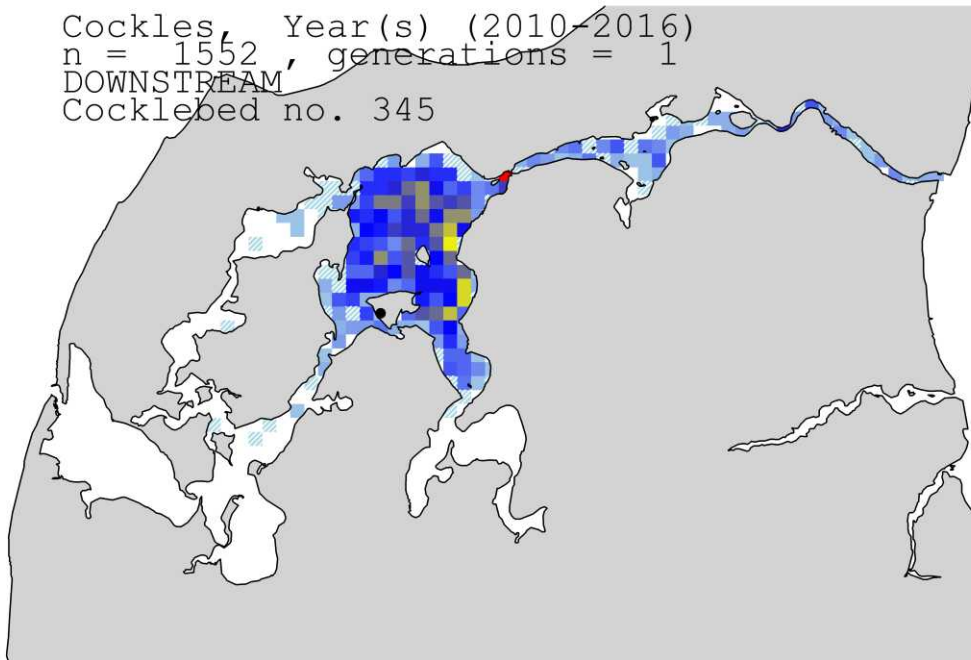 Cockles, Year(s) (2010-2016)
n = 1552 , generations = 1
DOWNSTREAM
Cocklebed no. 345